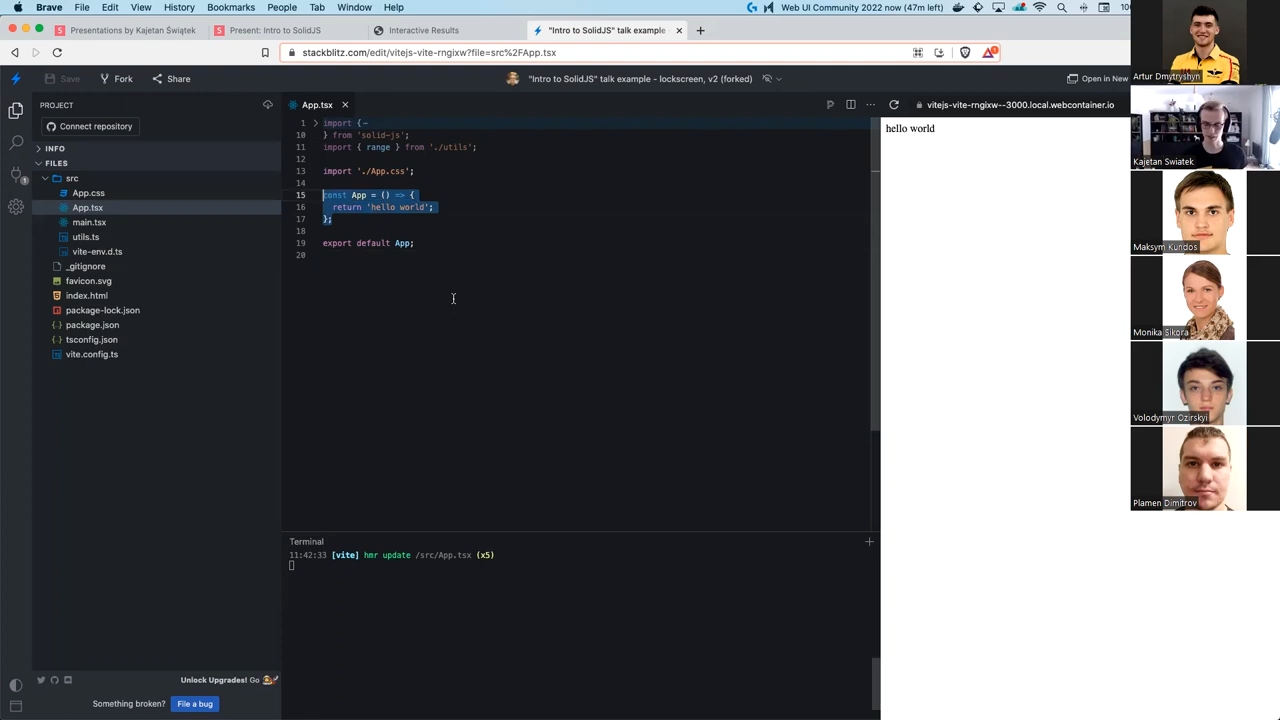 Brave File Edit View History Bookmarks People Tab Window Help Web UI Community 2022 now (47m left)
Presentations by Kajetan Świątek Present: Intro to SolidJS Interactive Results "Intro to SolidJS" talk example
stackblitz.com/edit/vitejs-vite-rngixw?file=src%2FApp.tsx
Save Fork Share "Intro to SolidJS" talk example - lockscreen, v2 (forked) Open in New
PROJECT
Connect repository
INFO
FILES
src
App.css
App.tsx
main.tsx
utils.ts
vite-env.d.ts
_gitignore
favicon.svg
index.html
package-lock.json
package.json
tsconfig.json
vite.config.ts
Unlock Upgrades! Go
Something broken? File a bug
App.tsx
1 import {
10 } from 'solid-js';
11 import { range } from './utils';
12
13 import './App.css';
14
15 const App = () => {
16 return 'hello world';
17 };
18
19 export default App;
20
Terminal
11:42:33 [vite] hmr update /src/App.tsx (x5)
vitejs-vite-rngixw--3000.local.webcontainer.io
hello world
Artur Dmytryshyn
Kajetan Swiatek
Maksym Kundos
Monika Sikora
Volodymyr Ozirskyi
Plamen Dimitrov